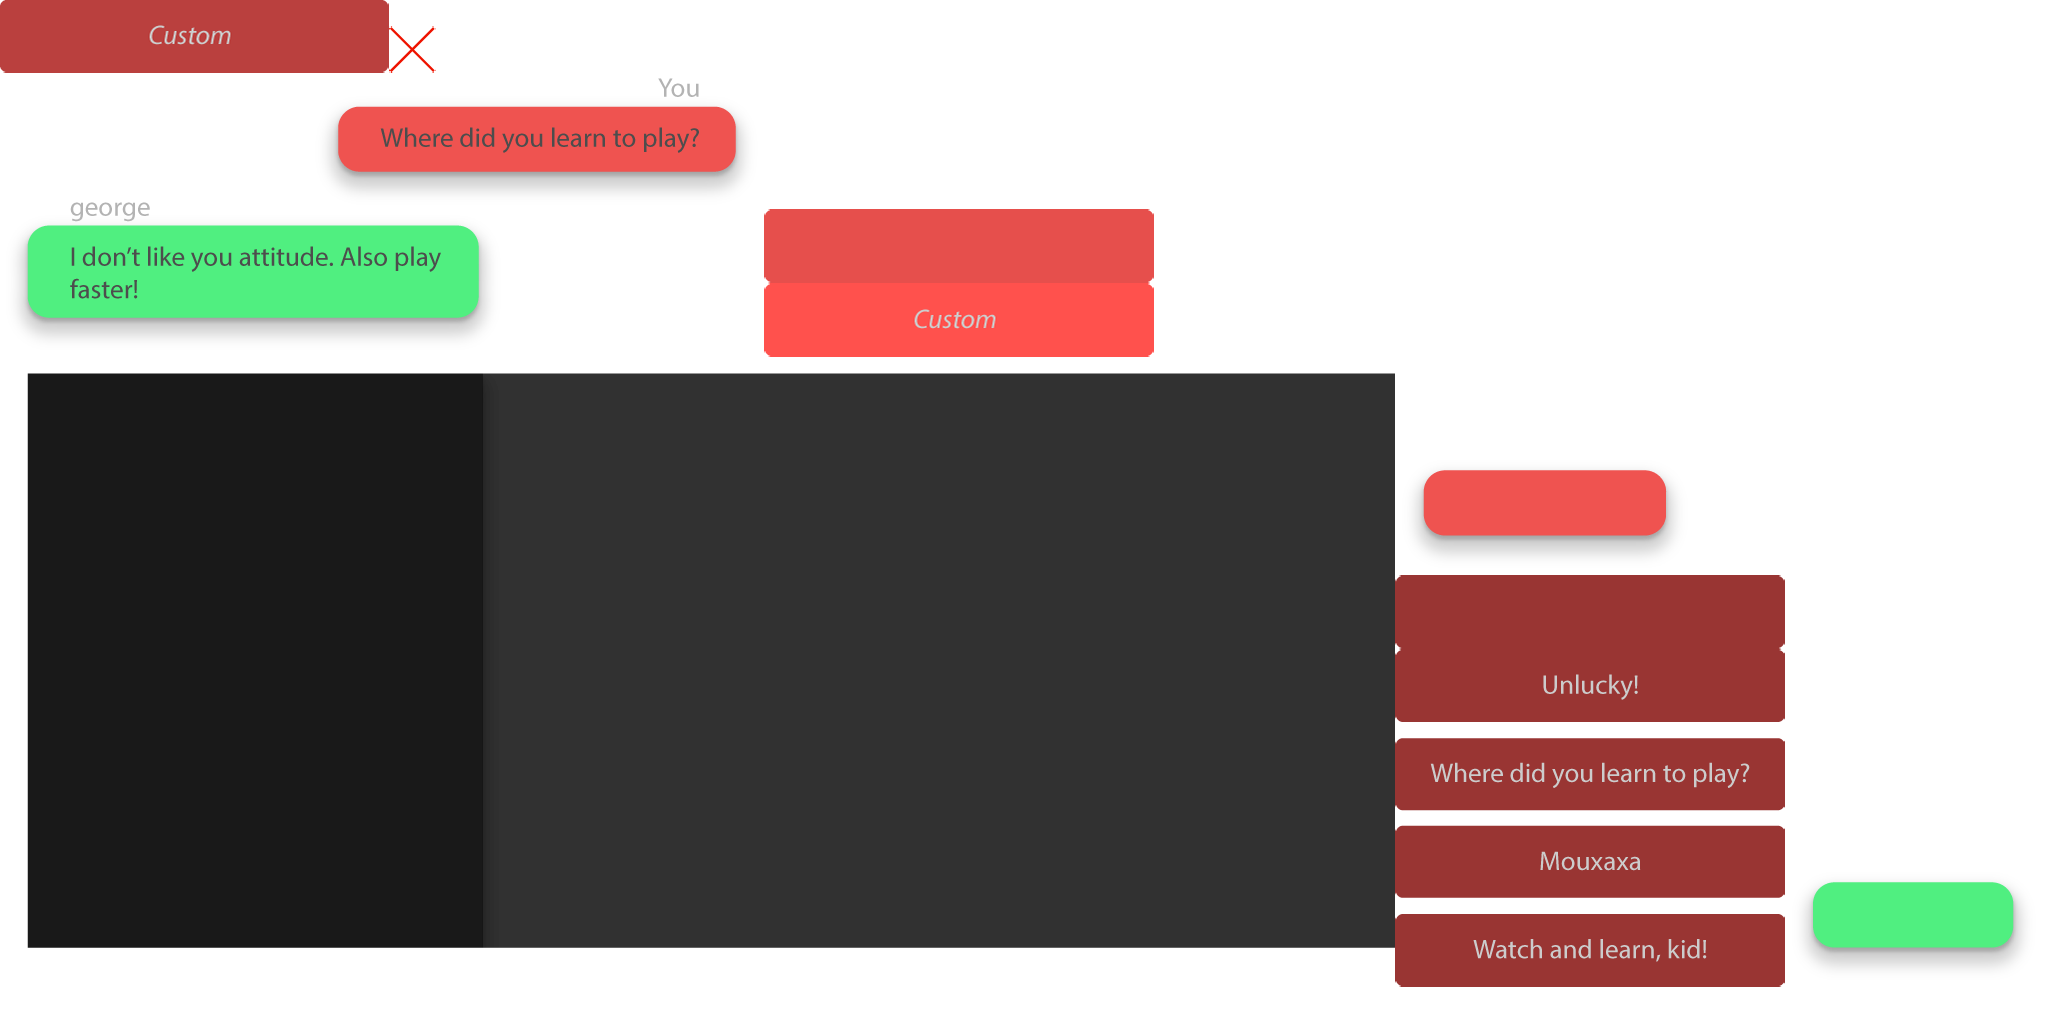 Custom
You
Where did you learn to play?
george
I don’t like you attitude. Also play
faster!
Custom
Unlucky!
Where did you learn to play?
Mouxaxa
Watch and learn, kid!